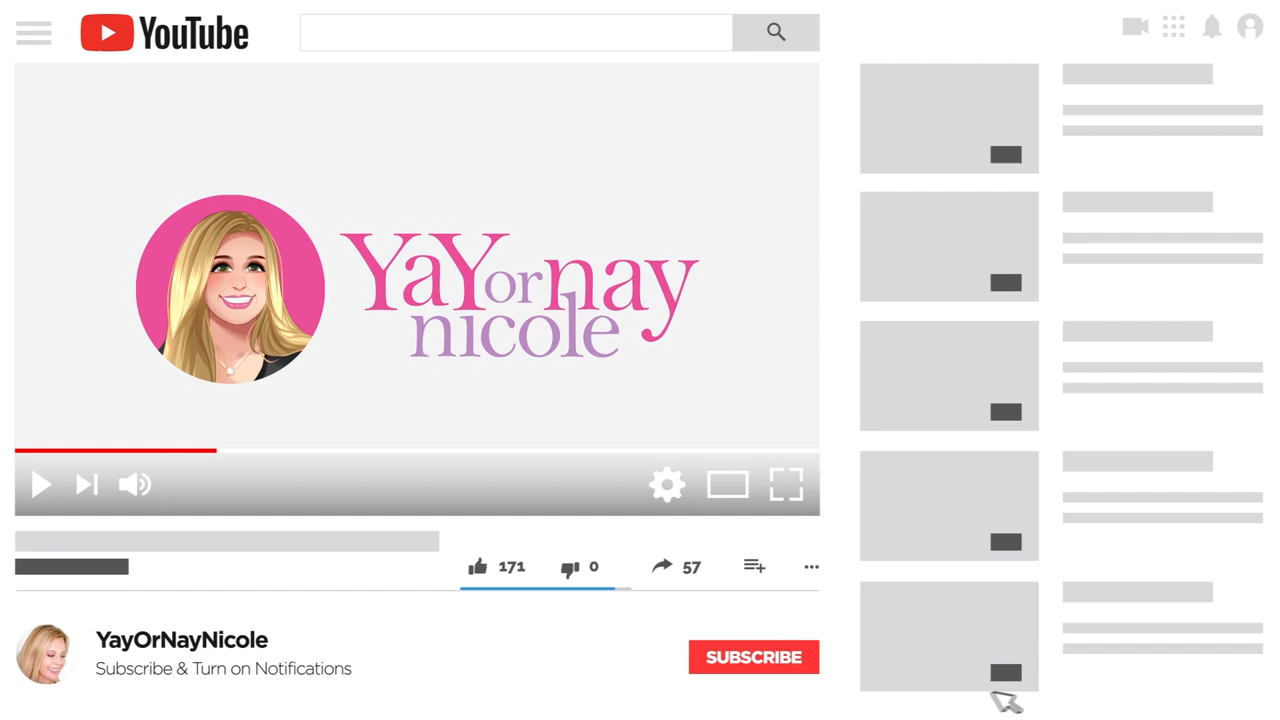 YouTube
YaYornay
nicole
171 0 57
YayOrNayNicole
Subscribe & Turn on Notifications
SUBSCRIBE